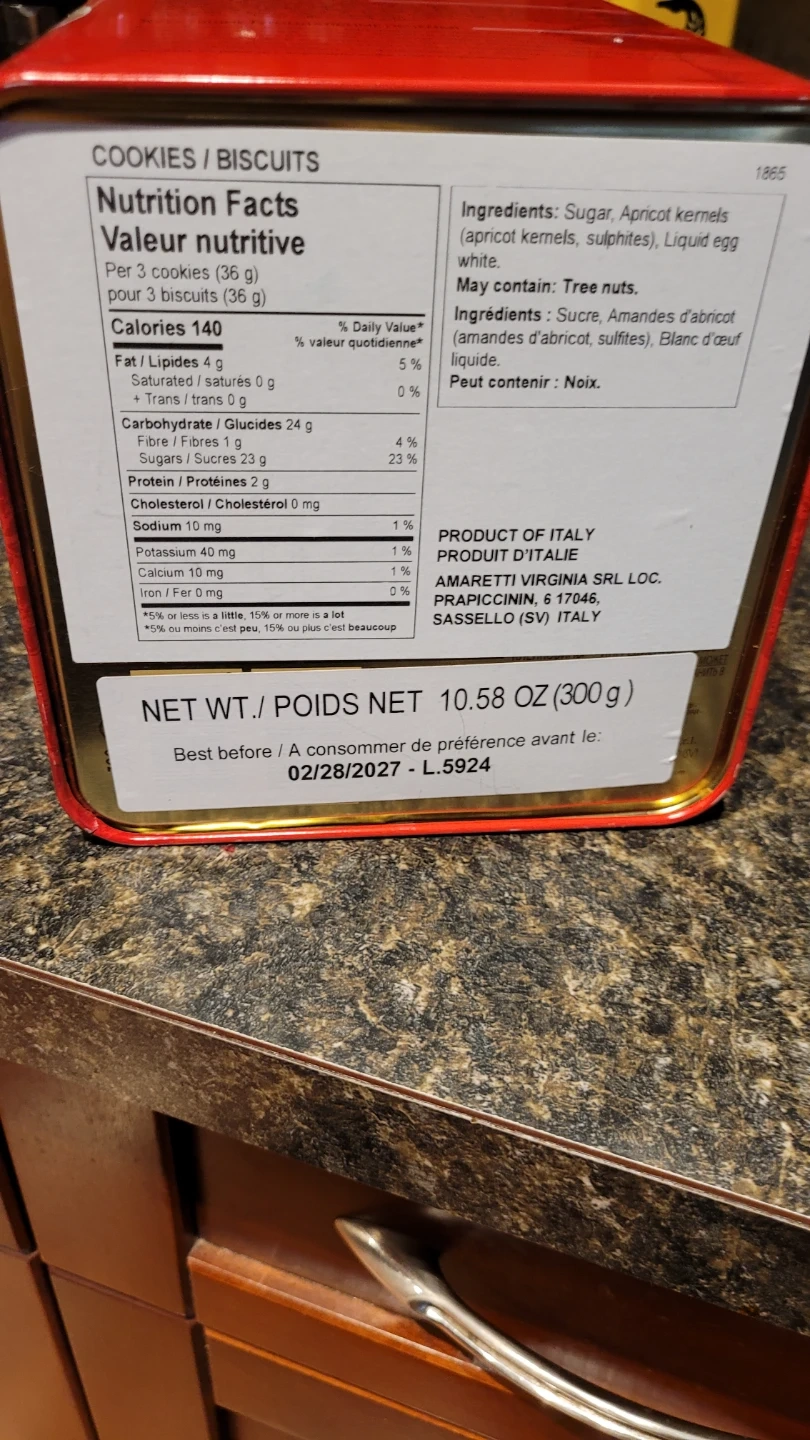 COOKIES / BISCUITS
1865
Nutrition Facts
Valeur nutritive
Per 3 cookies (36 g)
pour 3 biscuits (36 g)
Calories 140
% Daily Value*
% valeur quotidienne*
Fat / Lipides 4 g 5 %
Saturated / saturés 0 g
+ Trans / trans 0 g
0 %
Carbohydrate / Glucides 24 g
Fibre / Fibres 1 g 4 %
Sugars / Sucres 23 g 23 %
Protein / Protéines 2 g
Cholesterol / Cholestérol 0 mg
Sodium 10 mg 1 %
Potassium 40 mg 1 %
Calcium 10 mg 1 %
Iron / Fer 0 mg 0 %
*5% or less is a little, 15% or more is a lot
*5% ou moins c'est peu, 15% ou plus c'est beaucoup
Ingredients: Sugar, Apricot kernels
(apricot kernels, sulphites), Liquid egg
white.
May contain: Tree nuts.
Ingrédients : Sucre, Amandes d'abricot
(amandes d'abricot, sulfites), Blanc d'œuf
liquide.
Peut contenir : Noix.
PRODUCT OF ITALY
PRODUIT D'ITALIE
AMARETTI VIRGINIA SRL LOC.
PRAPICCININ, 6 17046,
SASSELLO (SV) ITALY
NET WT./ POIDS NET 10.58 OZ (300 g)
Best before / A consommer de préférence avant le:
02/28/2027 - L.5924